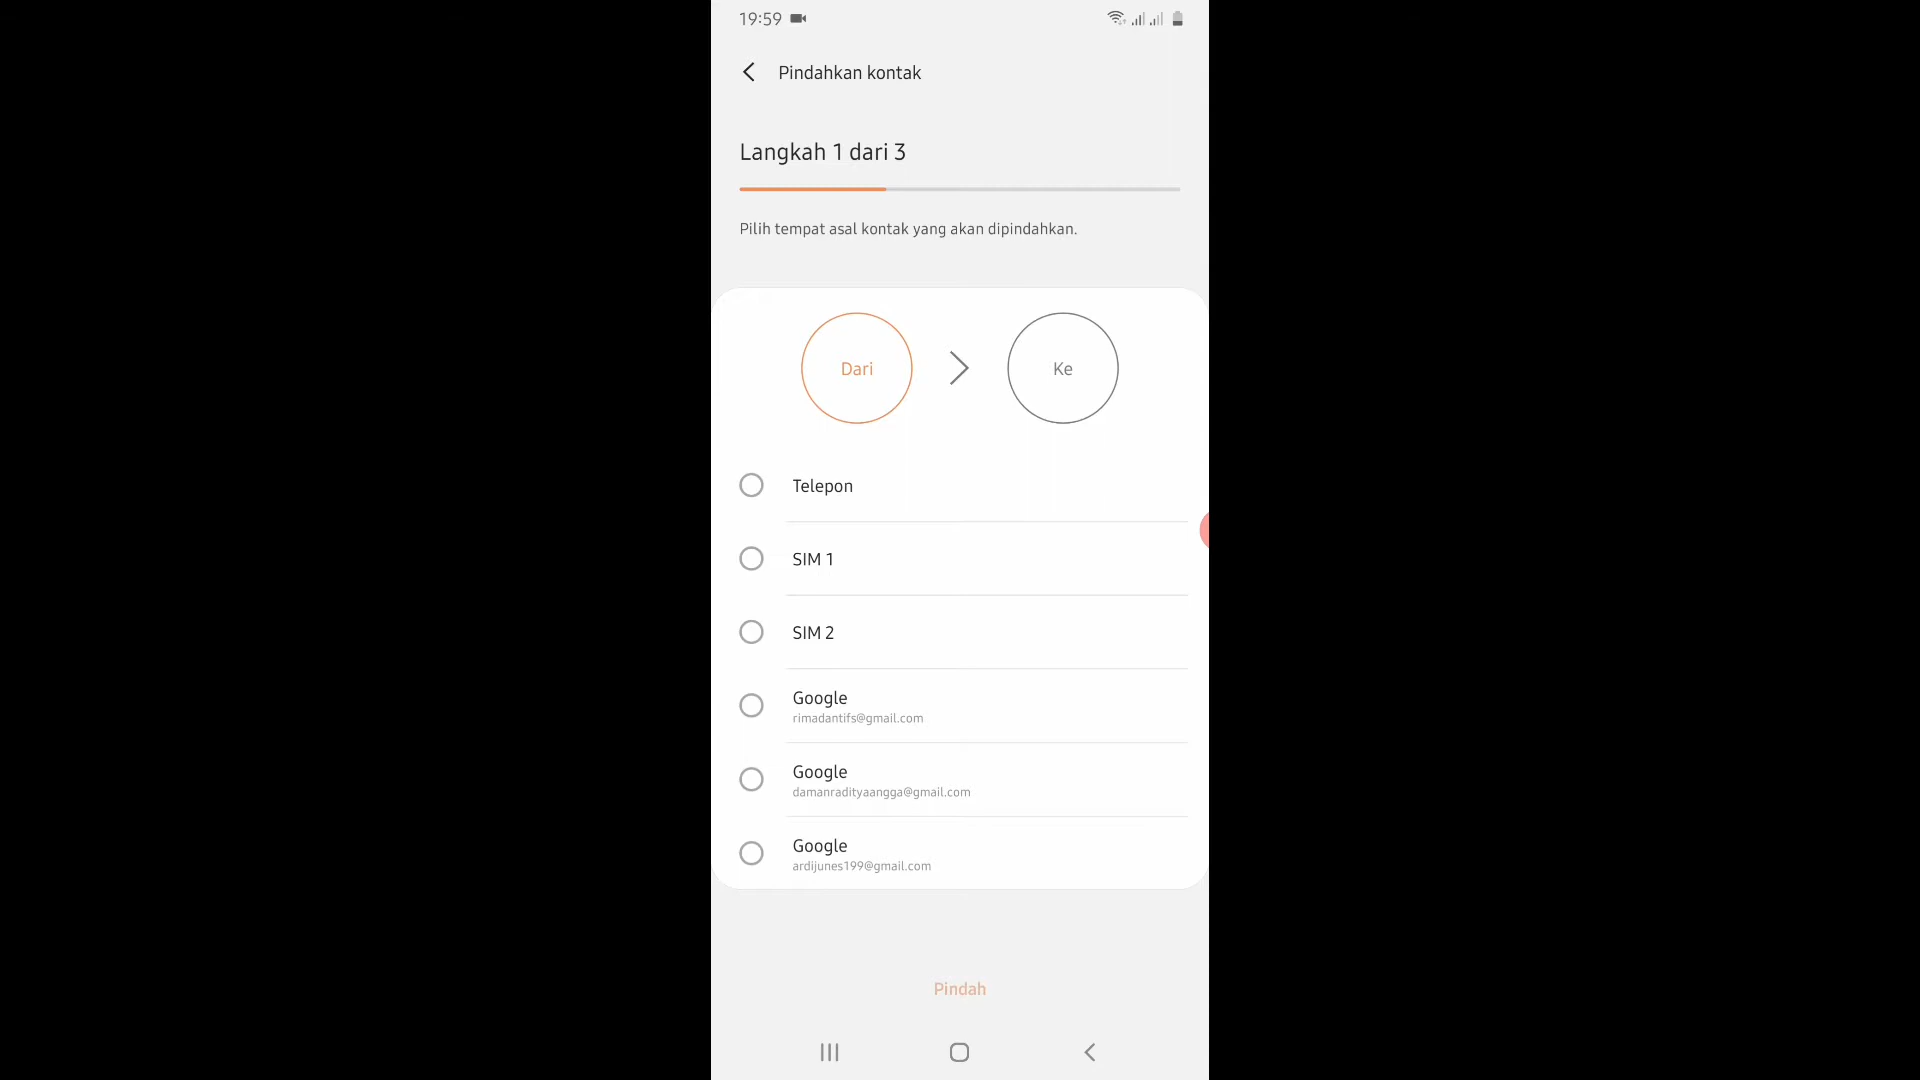 19:59
Pindahkan kontak
Langkah 1 dari 3
Pilih tempat asal kontak yang akan dipindahkan.
Dari
Ke
Telepon
SIM 1
SIM 2
Google
rimadantifs@gmail.com
Google
damanradityaangga@gmail.com
Google
ardijunes199@gmail.com
Pindah